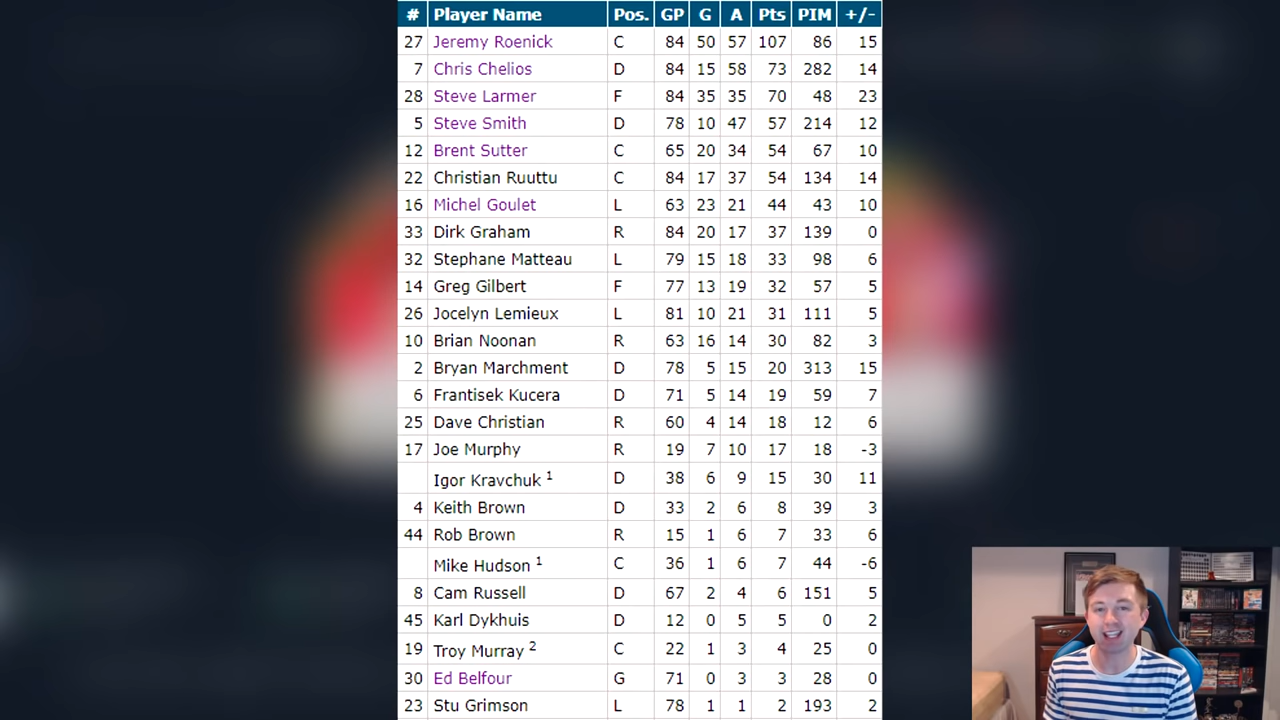 # Player Name Pos. GP G A Pts PIM +/-
27 Jeremy Roenick C 84 50 57 107 86 15
7 Chris Chelios D 84 15 58 73 282 14
28 Steve Larmer F 84 35 35 70 48 23
5 Steve Smith D 78 10 47 57 214 12
12 Brent Sutter C 65 20 34 54 67 10
22 Christian Ruuttu C 84 17 37 54 134 14
16 Michel Goulet L 63 23 21 44 43 10
33 Dirk Graham R 84 20 17 37 139 0
32 Stephane Matteau L 79 15 18 33 98 6
14 Greg Gilbert F 77 13 19 32 57 5
26 Jocelyn Lemieux L 81 10 21 31 111 5
10 Brian Noonan R 63 16 14 30 82 3
2 Bryan Marchment D 78 5 15 20 313 15
6 Frantisek Kucera D 71 5 14 19 59 7
25 Dave Christian R 60 4 14 18 12 6
17 Joe Murphy R 19 7 10 17 18 -3
Igor Kravchuk 1 D 38 6 9 15 30 11
4 Keith Brown D 33 2 6 8 39 3
44 Rob Brown R 15 1 6 7 33 6
Mike Hudson 1 C 36 1 6 7 44 -6
8 Cam Russell D 67 2 4 6 151 5
45 Karl Dykhuis D 12 0 5 5 0 2
19 Troy Murray 2 C 22 1 3 4 25 0
30 Ed Belfour G 71 0 3 3 28 0
23 Stu Grimson L 78 1 1 2 193 2